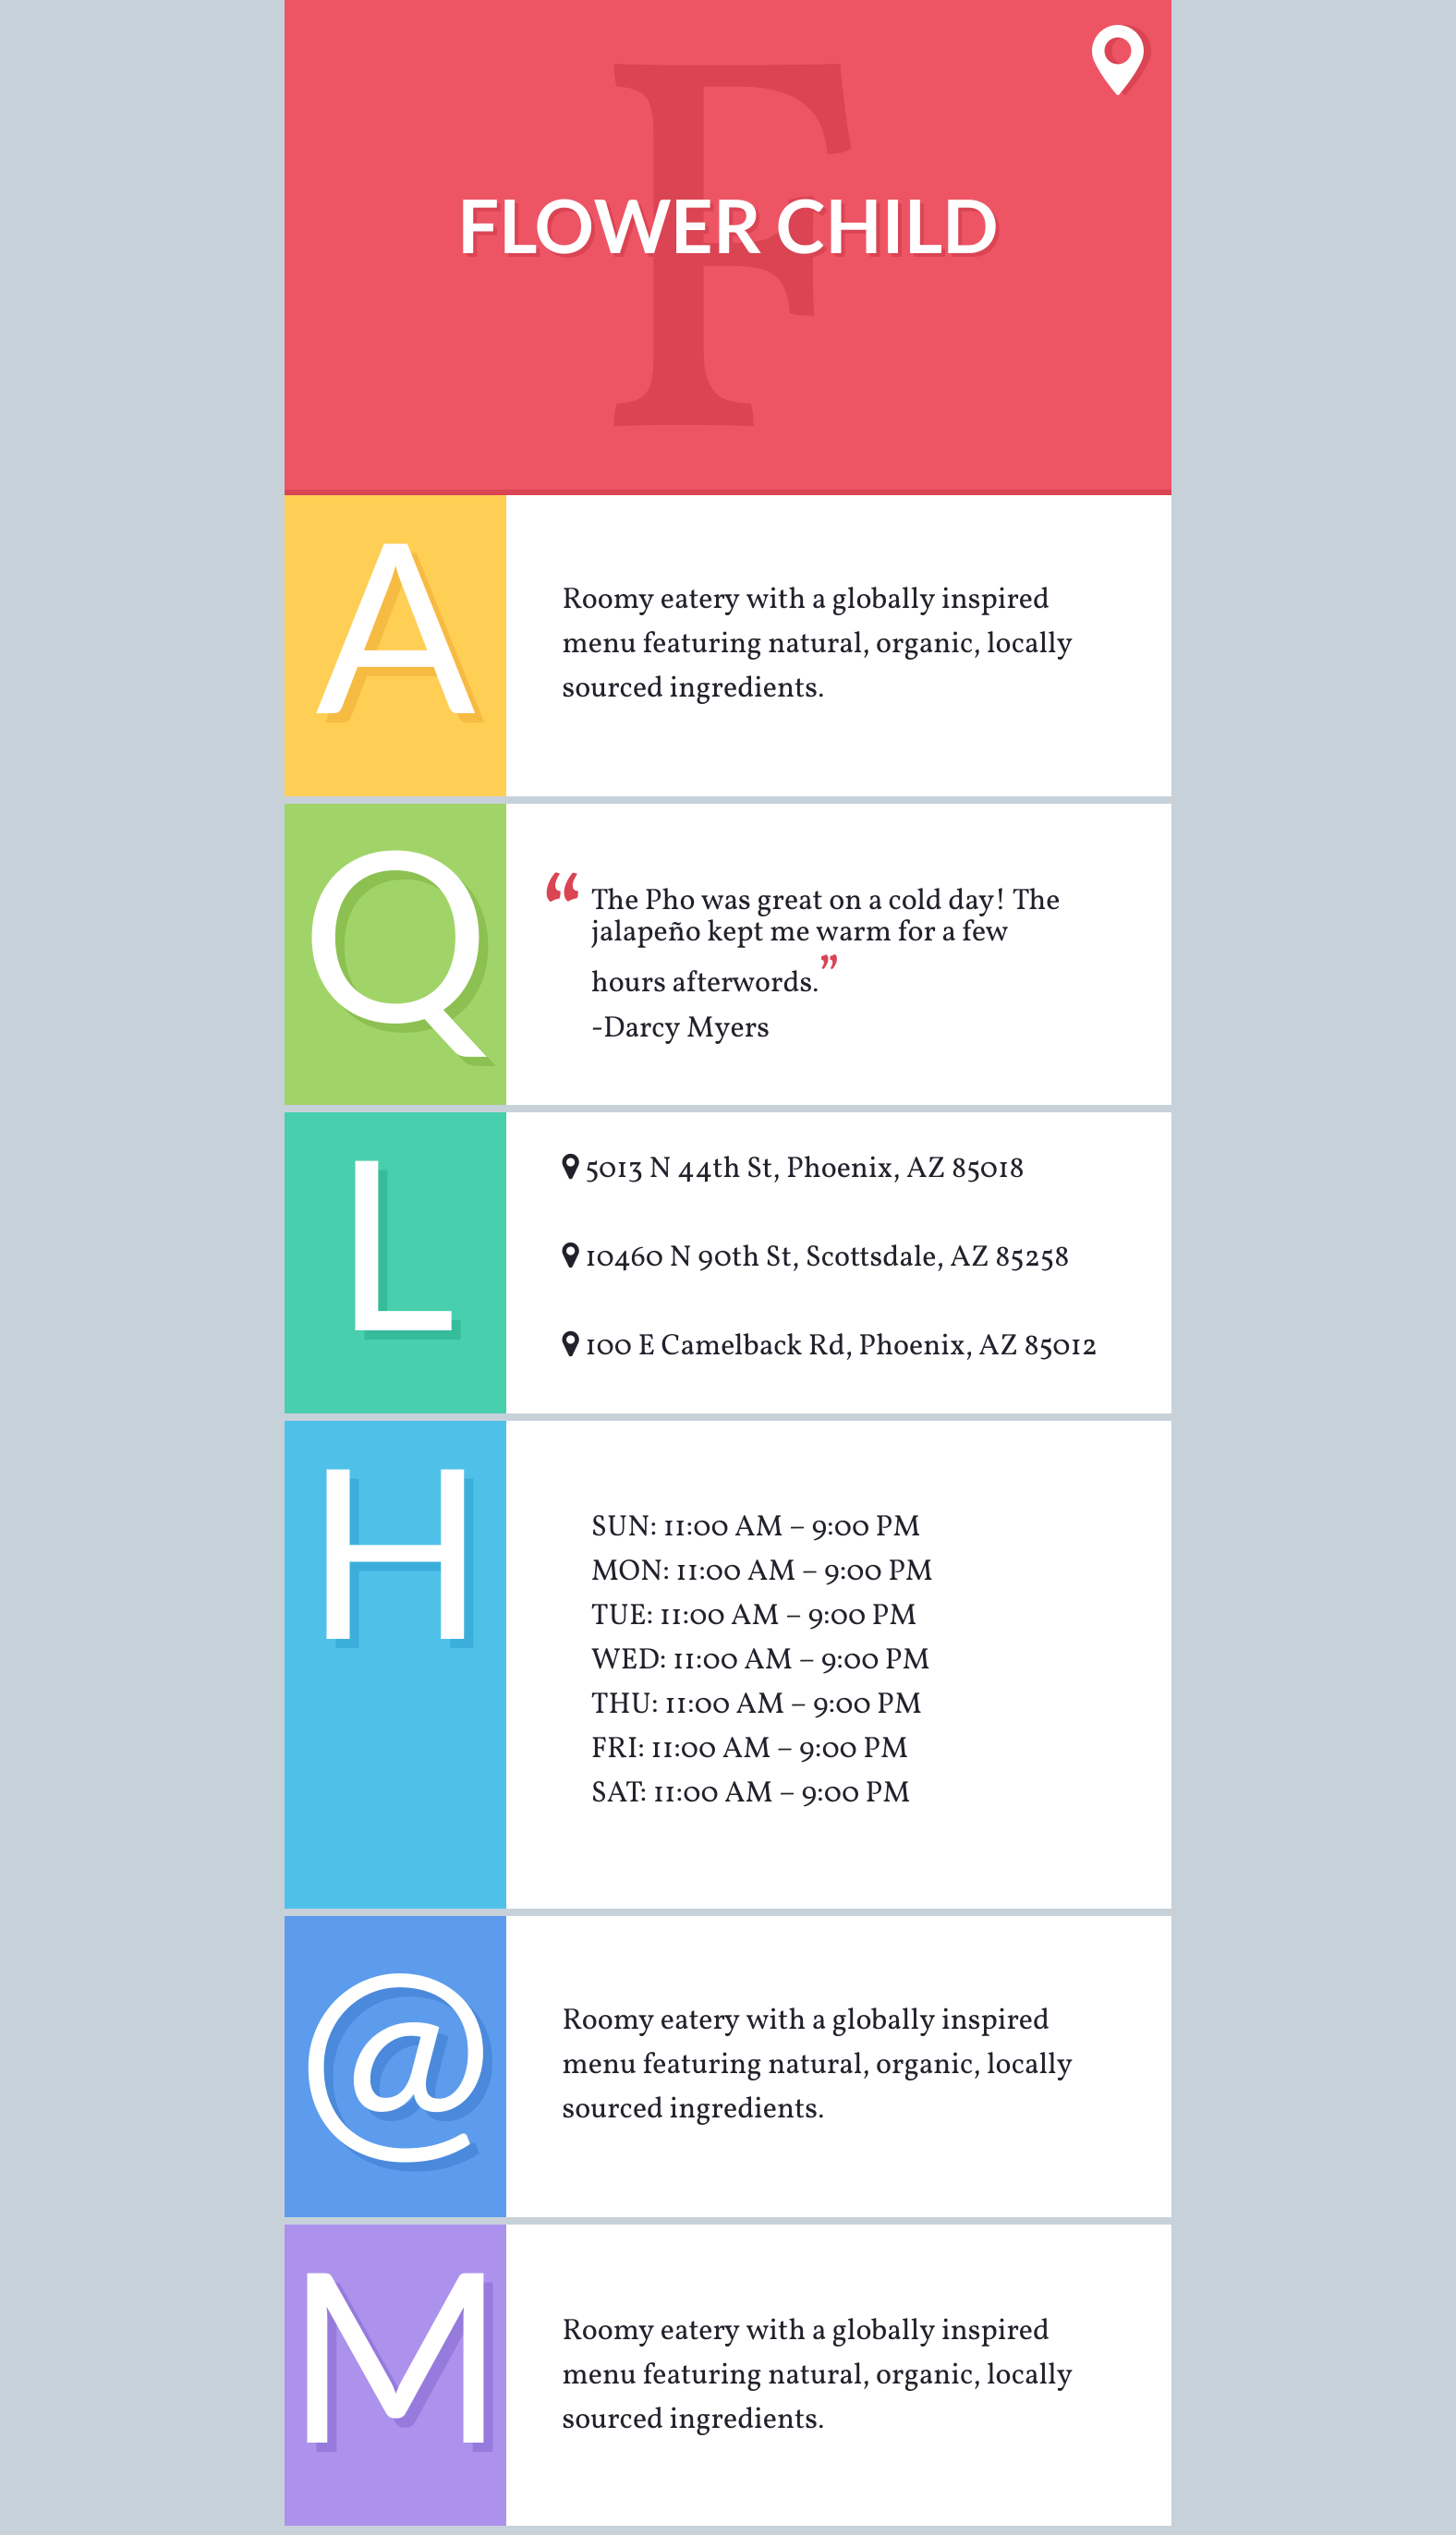 F
FLOWER CHILD
A
Roomy eatery with a globally inspired
menu featuring natural, organic, locally
sourced ingredients.
Q
“ The Pho was great on a cold day! The
jalapeño kept me warm for a few
hours afterwords.”
-Darcy Myers
L
5013 N 44th St, Phoenix, AZ 85018
10460 N 90th St, Scottsdale, AZ 85258
100 E Camelback Rd, Phoenix, AZ 85012
H
SUN: 11:00 AM – 9:00 PM
MON: 11:00 AM – 9:00 PM
TUE: 11:00 AM – 9:00 PM
WED: 11:00 AM – 9:00 PM
THU: 11:00 AM – 9:00 PM
FRI: 11:00 AM – 9:00 PM
SAT: 11:00 AM – 9:00 PM
@
Roomy eatery with a globally inspired
menu featuring natural, organic, locally
sourced ingredients.
M
Roomy eatery with a globally inspired
menu featuring natural, organic, locally
sourced ingredients.